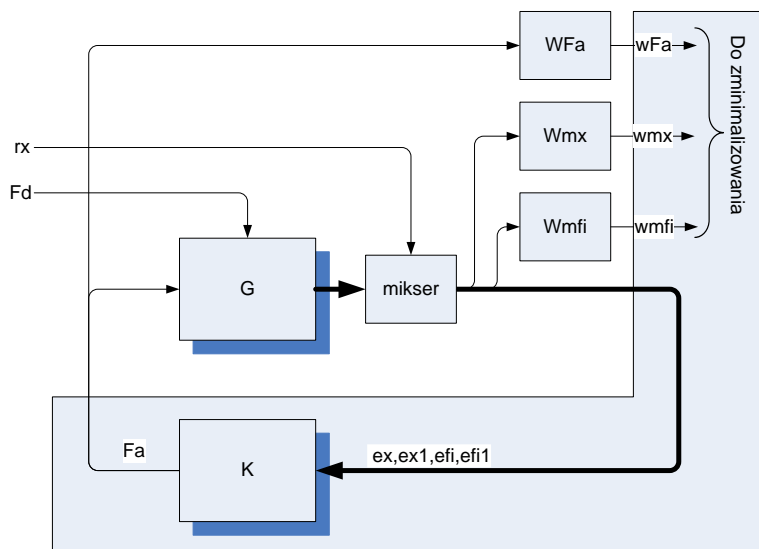 WFa
wFa
Do zminimalizowania
Wmx
wmx
rx
Fd
Wmfi
wmfi
G
mikser
Fa
K
ex,ex1,efi,efi1